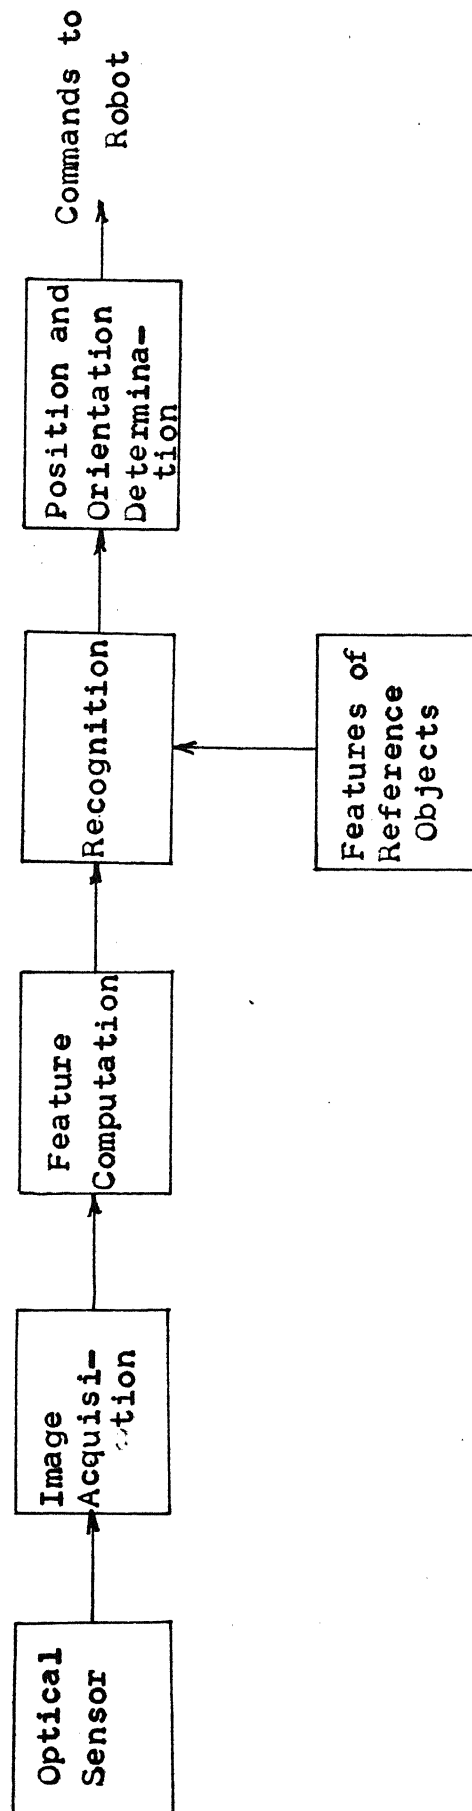 Optical
Sensor
Image
Acquisi-
tion
Feature
Computation
Recognition
Features of
Reference
Objects
Position and
Orientation
Determina-
tion
Commands to
Robot